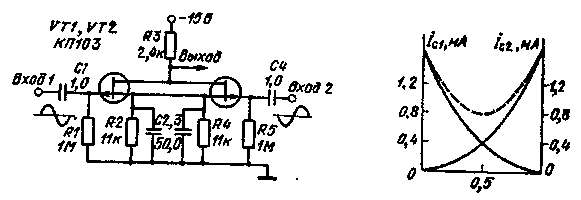 VT1, VT2
КП103
-15В
R3
2,4к
Выход
C1
1,0
Вход 1
C4
1,0
Вход 2
R1
1М
R2
11к
C2,3
50,0
R4
11к
R5
1М
ic1, мА
ic2, мА
1,2
0,8
0,4
0
0,5
1,2
0,8
0,4
0